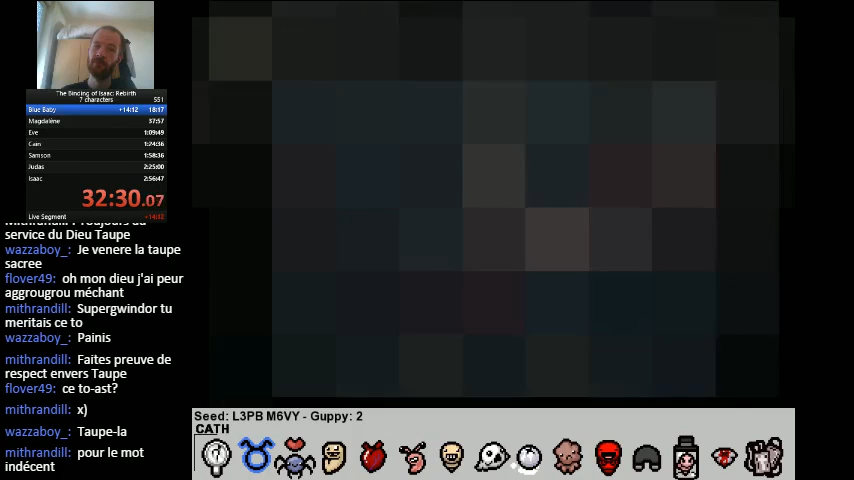 The Binding of Isaac: Rebirth
7 characters 551
Blue Baby +14:12 18:17
Magdalène 37:57
Eve 1:09:49
Cain 1:24:36
Samson 1:58:36
Judas 2:25:00
Isaac 2:56:47
32:30.07
Live Segment +14:12
mithrandill: Toujours au
service du Dieu Taupe
wazzaboy_: Je venere la taupe
sacree
flover49: oh mon dieu j'ai peur
aggrougrou méchant
mithrandill: Supergwindor tu
meritais ce to
wazzaboy_: Painis
mithrandill: Faites preuve de
respect envers Taupe
flover49: ce to-ast?
mithrandill: x)
wazzaboy_: Taupe-la
mithrandill: pour le mot
indécent
Seed: L3PB M6VY - Guppy: 2
CATH